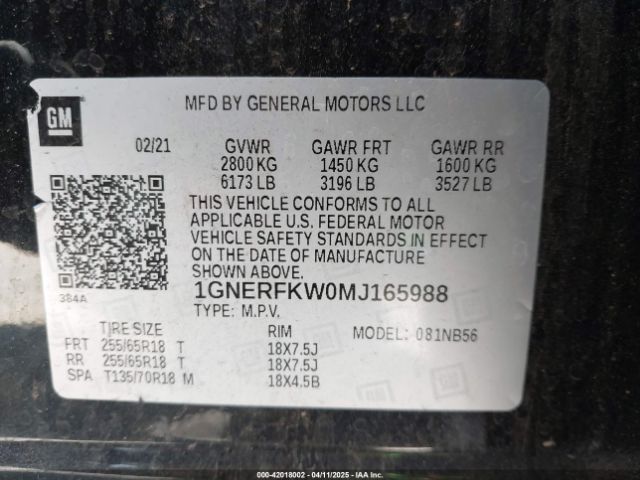 GM
MFD BY GENERAL MOTORS LLC
02/21 GVWR GAWR FRT GAWR RR
2800 KG 1450 KG 1600 KG
6173 LB 3196 LB 3527 LB
THIS VEHICLE CONFORMS TO ALL
APPLICABLE U.S. FEDERAL MOTOR
VEHICLE SAFETY STANDARDS IN EFFECT
ON THE DATE OF MANUFACTURE
SHOWN ABOVE.
384A
1GNERFKW0MJ165988
TYPE: M.P.V.
TIRE SIZE RIM MODEL: 081NB56
FRT 255/65R18 T 18X7.5J
RR 255/65R18 T 18X7.5J
SPA T135/70R18 M 18X4.5B
000-42018002 - 04/11/2025 - IAA Inc.